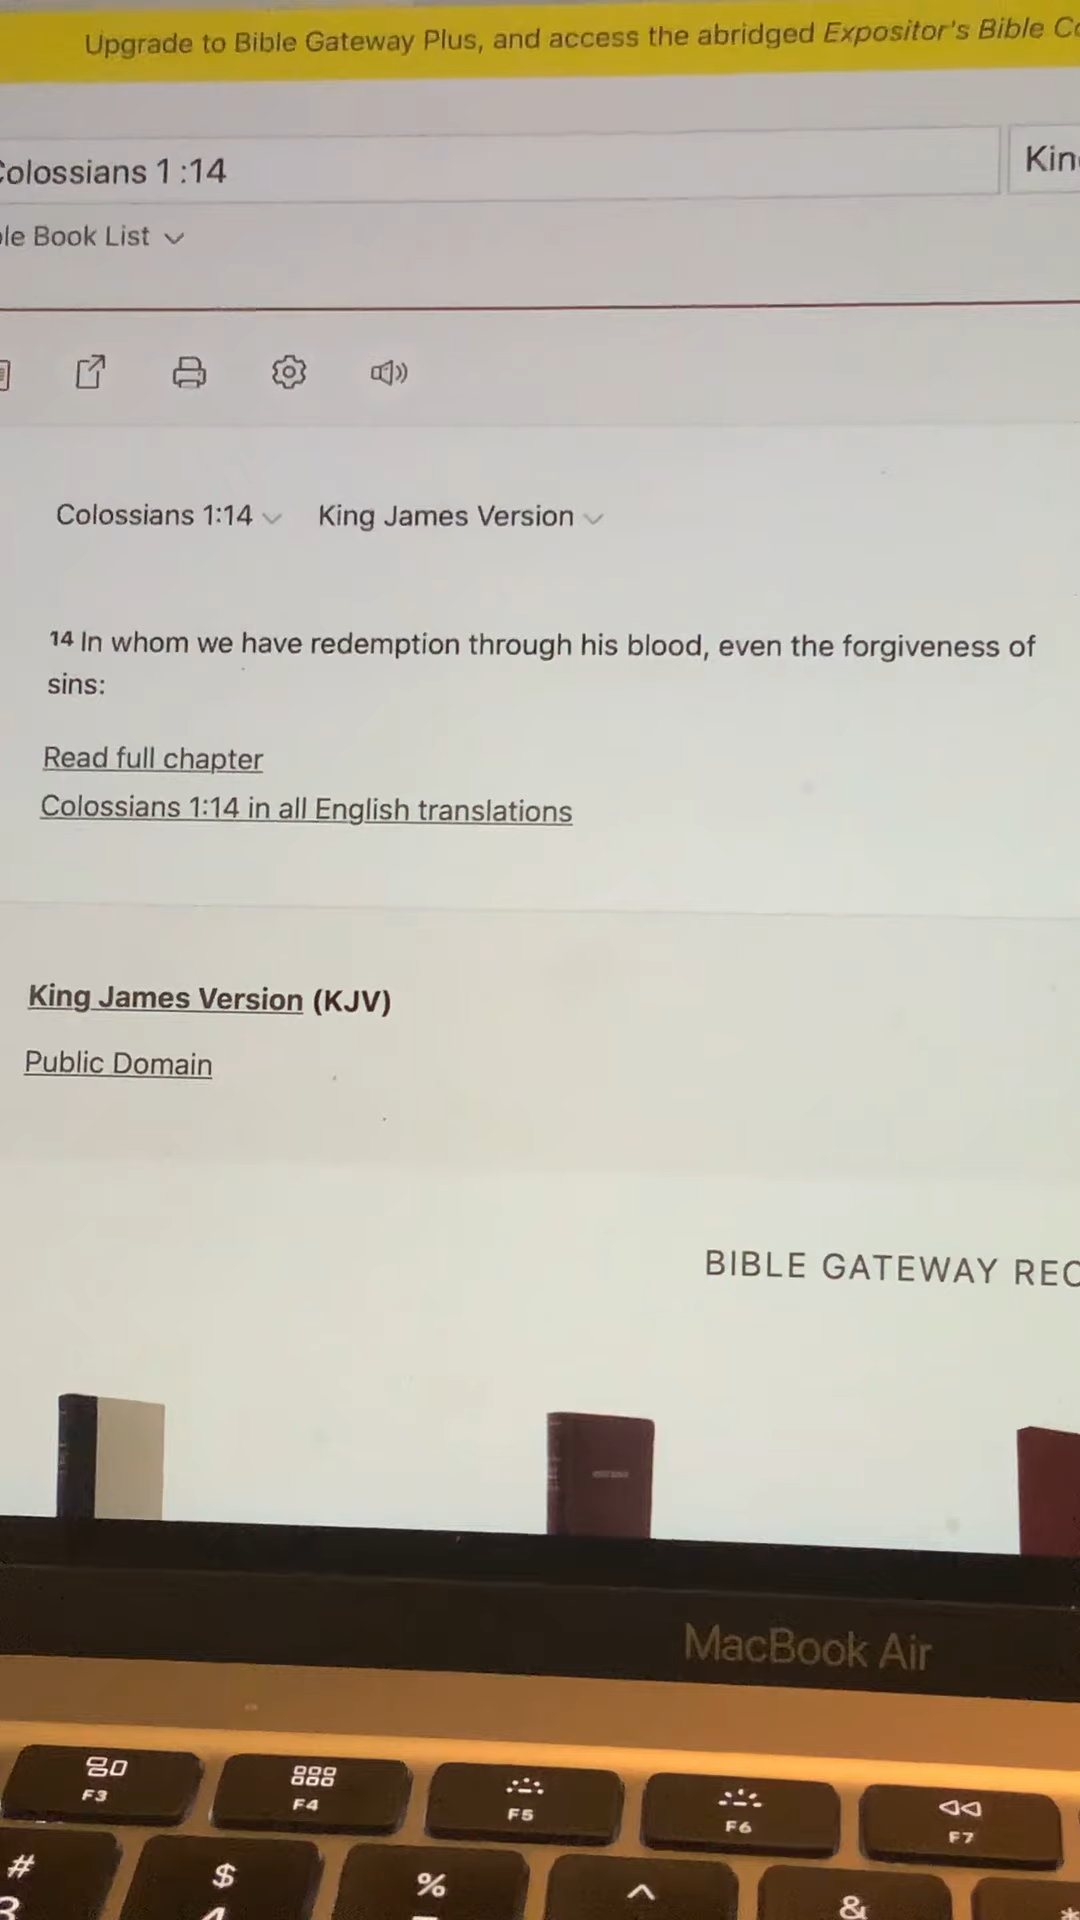 Upgrade to Bible Gateway Plus, and access the abridged Expositor's Bible
Colossians 1 :14
Book List
Colossians 1:14 King James Version
14 In whom we have redemption through his blood, even the forgiveness of
sins:
Read full chapter
Colossians 1:14 in all English translations
King James Version (KJV)
Public Domain
BIBLE GATEWAY
MacBook Air
F3 F4 F5 F6 F7
# $ % ^ &